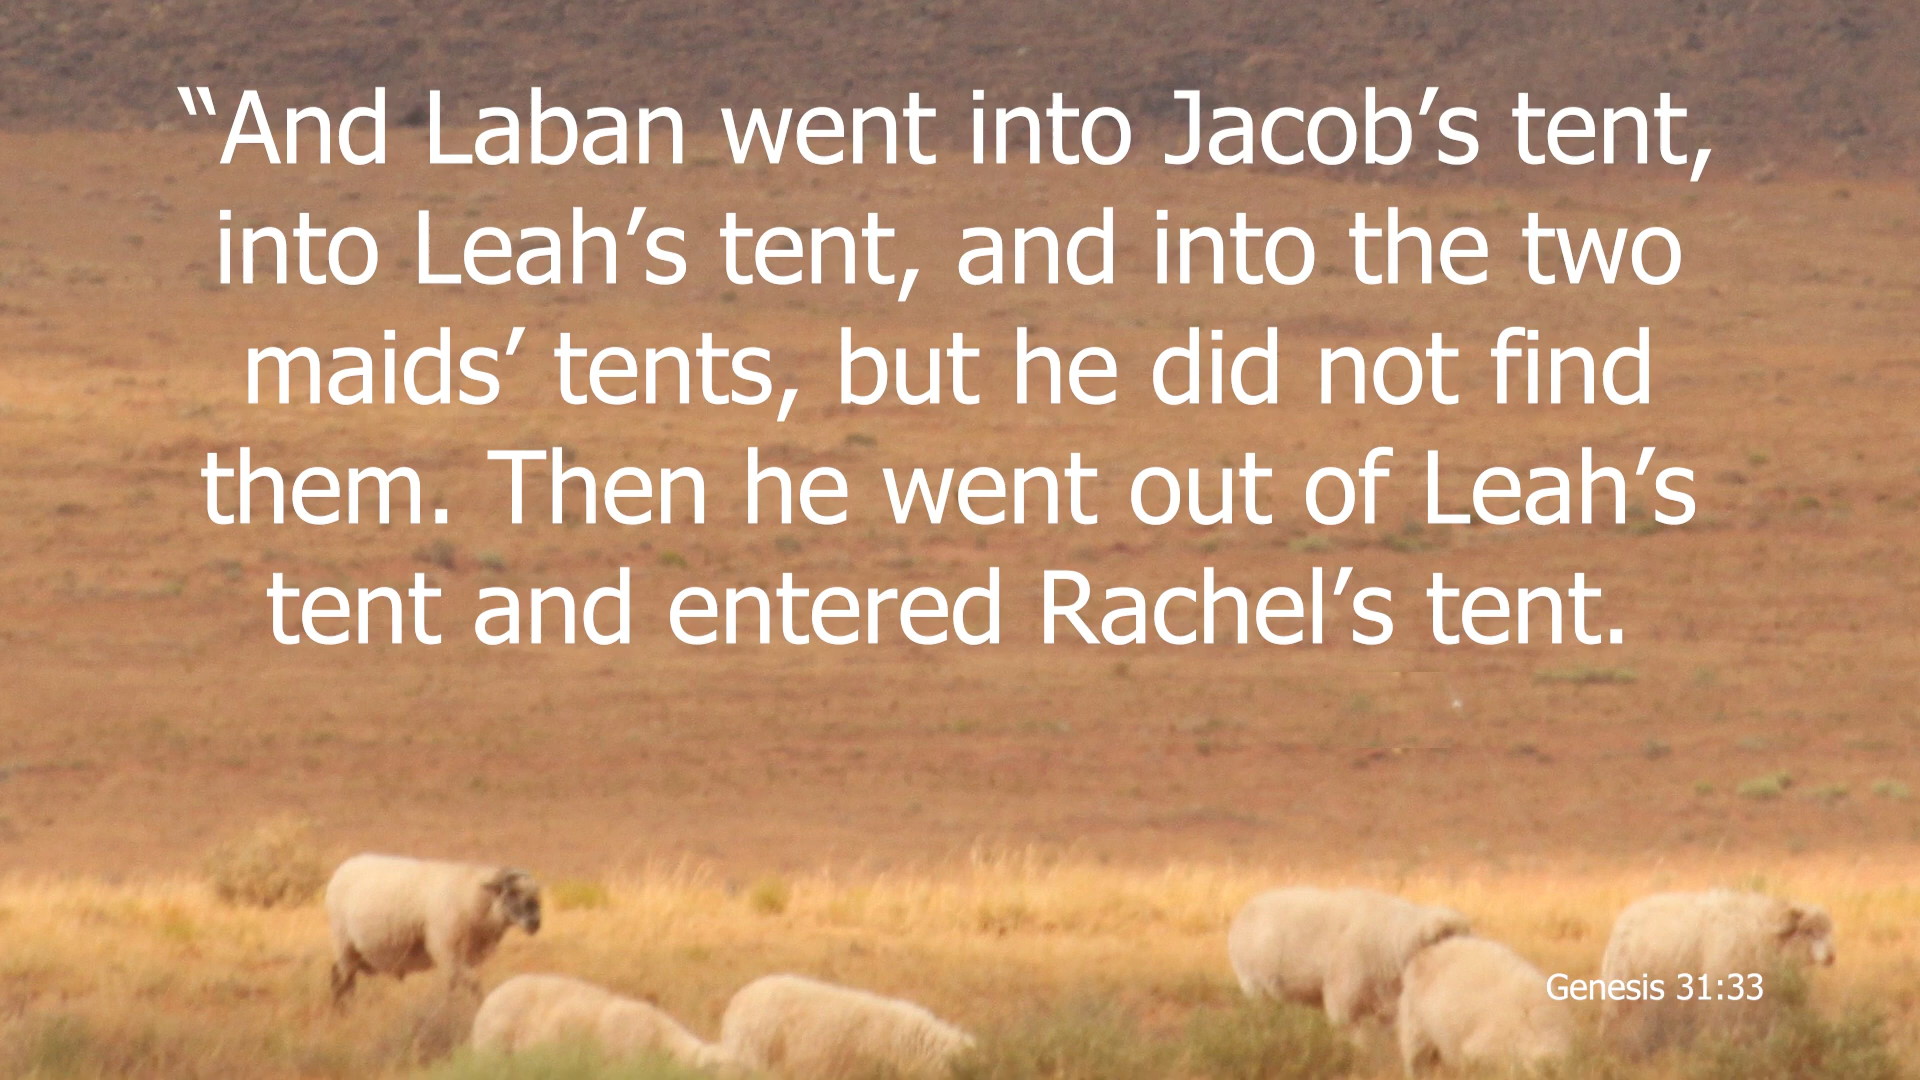 “And Laban went into Jacob’s tent,
into Leah’s tent, and into the two
maids’ tents, but he did not find
them. Then he went out of Leah’s
tent and entered Rachel’s tent.
Genesis 31:33